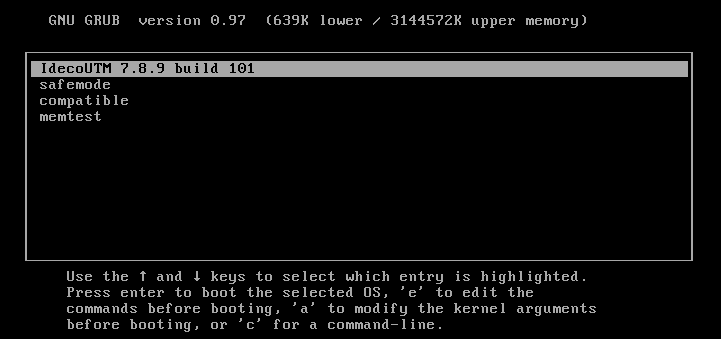 GNU GRUB  version 0.97  (639K lower / 3144572K upper memory)
IdecoUTM 7.8.9 build 101
safemode
compatible
memtest
Use the ↑ and ↓ keys to select which entry is highlighted.
Press enter to boot the selected OS, 'e' to edit the
commands before booting, 'a' to modify the kernel arguments
before booting, or 'c' for a command-line.